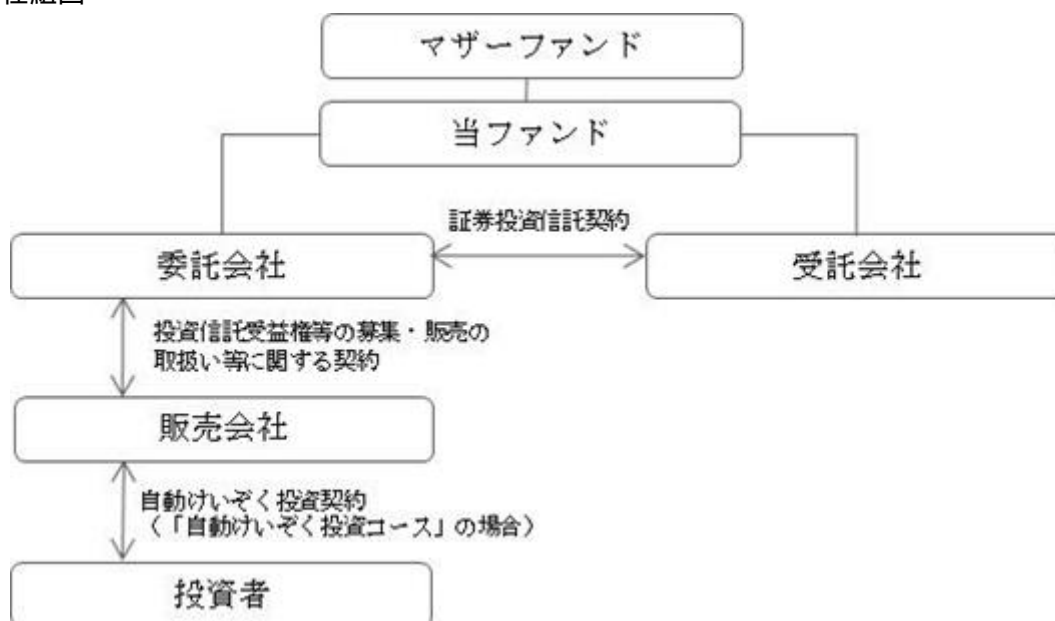 マザーファンド
当ファンド
証券投資信託契約
委託会社
受託会社
投資信託受益権等の募集・販売の
取扱い等に関する契約
販売会社
自動けいぞく投資契約
（「自動けいぞく投資コース」の場合）
投資者